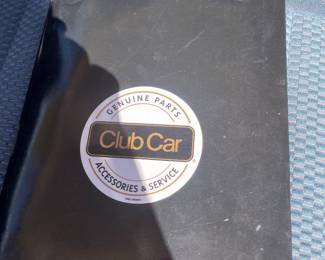 GENUINE PARTS
Club Car
ACCESSORIES & SERVICE